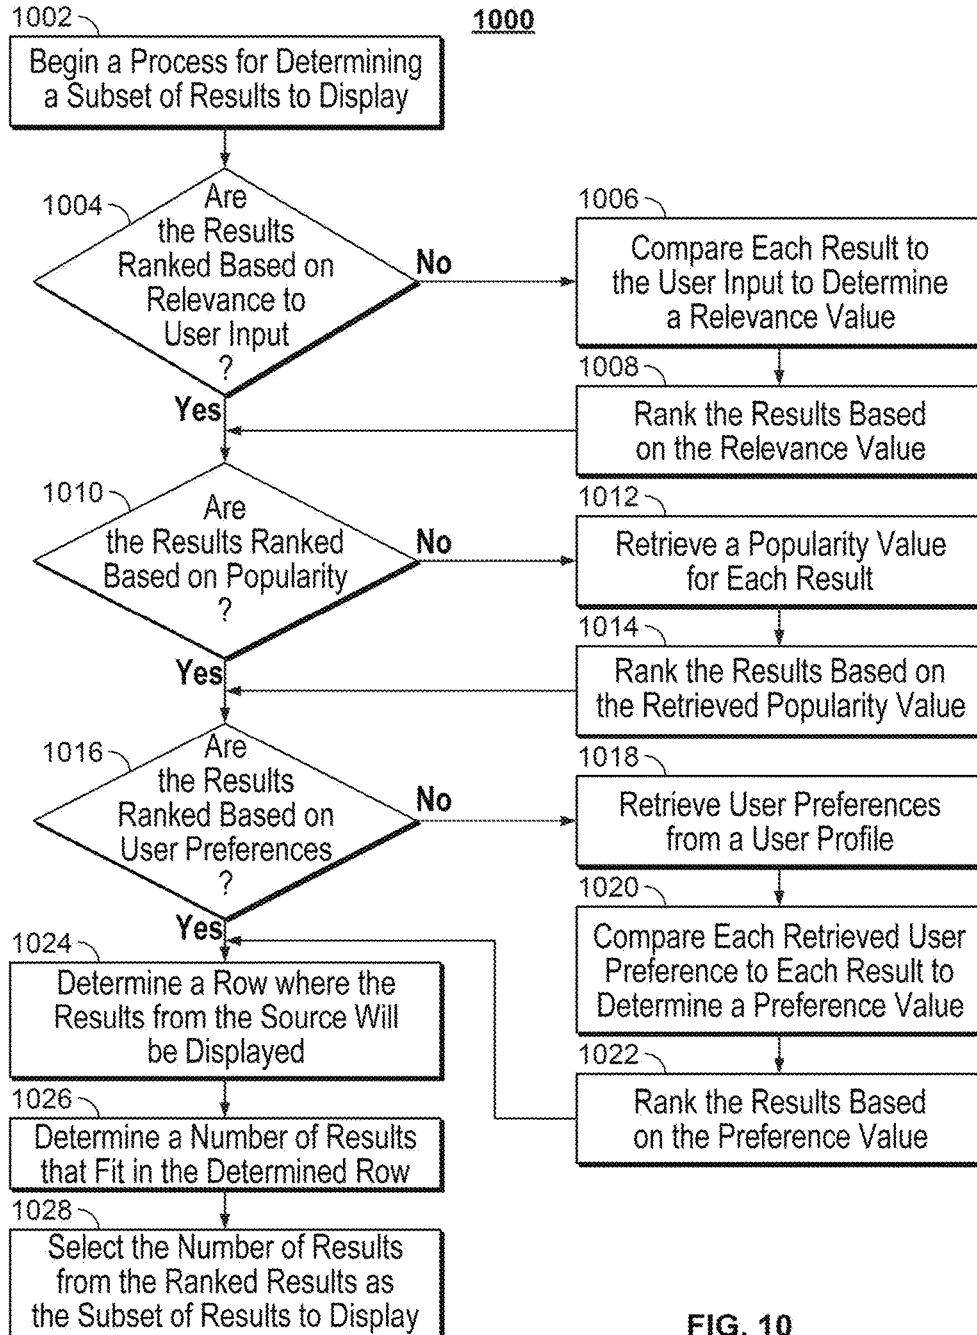 1000
1002
Begin a Process for Determining
a Subset of Results to Display
1004
Are
the Results
Ranked Based on
Relevance to
User Input
?
No
Yes
1006
Compare Each Result to
the User Input to Determine
a Relevance Value
1008
Rank the Results Based
on the Relevance Value
1010
Are
the Results Ranked
Based on Popularity
?
No
Yes
1012
Retrieve a Popularity Value
for Each Result
1014
Rank the Results Based on
the Retrieved Popularity Value
1016
Are
the Results
Ranked Based on
User Preferences
?
No
Yes
1018
Retrieve User Preferences
from a User Profile
1020
Compare Each Retrieved User
Preference to Each Result to
Determine a Preference Value
1022
Rank the Results Based
on the Preference Value
1024
Determine a Row where the
Results from the Source Will
be Displayed
1026
Determine a Number of Results
that Fit in the Determined Row
1028
Select the Number of Results
from the Ranked Results as
the Subset of Results to Display
FIG. 10